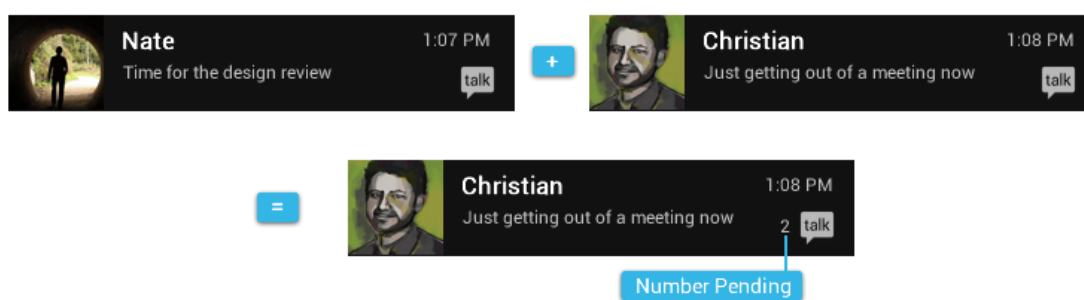 Nate 1:07 PM
Time for the design review
talk
+
Christian 1:08 PM
Just getting out of a meeting now
talk
=
Christian 1:08 PM
Just getting out of a meeting now
2 talk
Number Pending